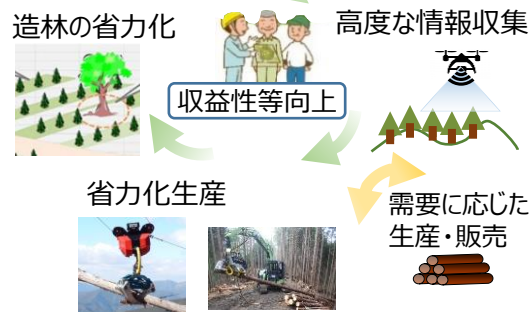 造林の省力化
高度な情報収集
収益性等向上
省力化生産
需要に応じた
生産・販売